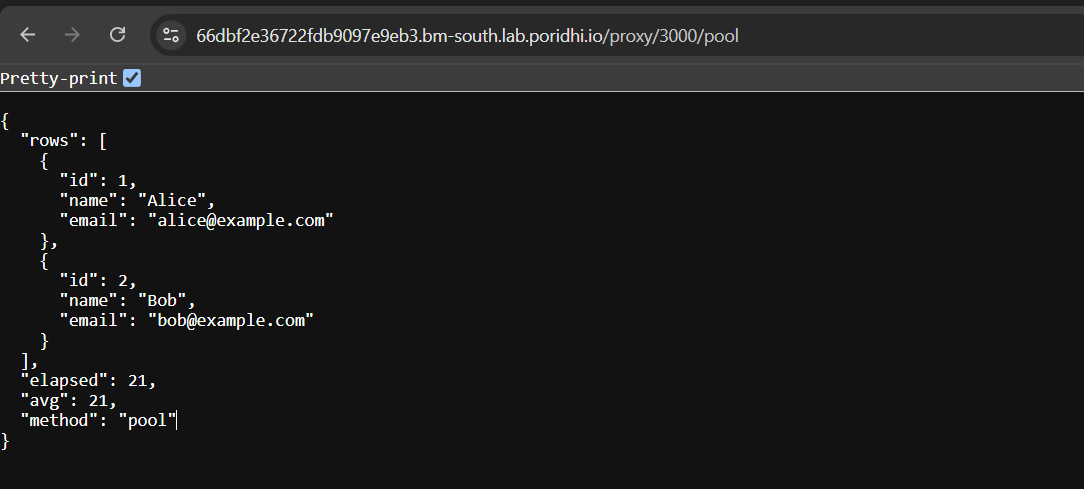 66dbf2e36722fdb9097e9eb3.bm-south.lab.poridhi.io/proxy/3000/pool
Pretty-print
{
  "rows": [
    {
      "id": 1,
      "name": "Alice",
      "email": "alice@example.com"
    },
    {
      "id": 2,
      "name": "Bob",
      "email": "bob@example.com"
    }
  ],
  "elapsed": 21,
  "avg": 21,
  "method": "pool"
}